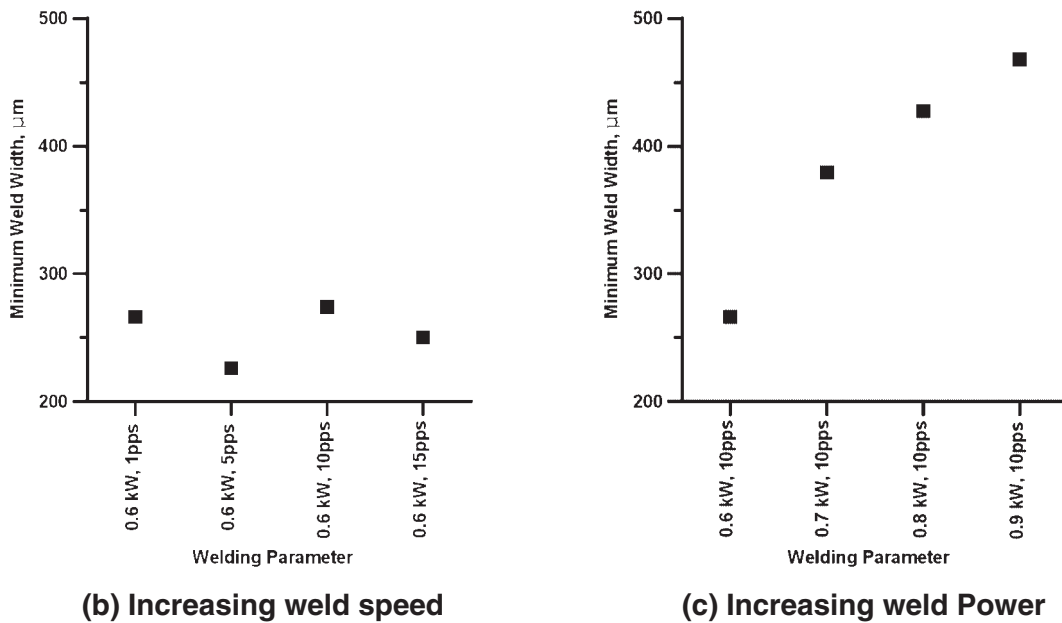 500
400
300
200
Minimum Weld Width, μm
0.6 kW, 1pps
0.6 kW, 5pps
0.6 kW, 10pps
0.6 kW, 15pps
Welding Parameter
(b) Increasing weld speed
500
400
300
200
Minimum Weld Width, μm
0.6 kW, 10pps
0.7 kW, 10pps
0.8 kW, 10pps
0.9 kW, 10pps
Welding Parameter
(c) Increasing weld Power